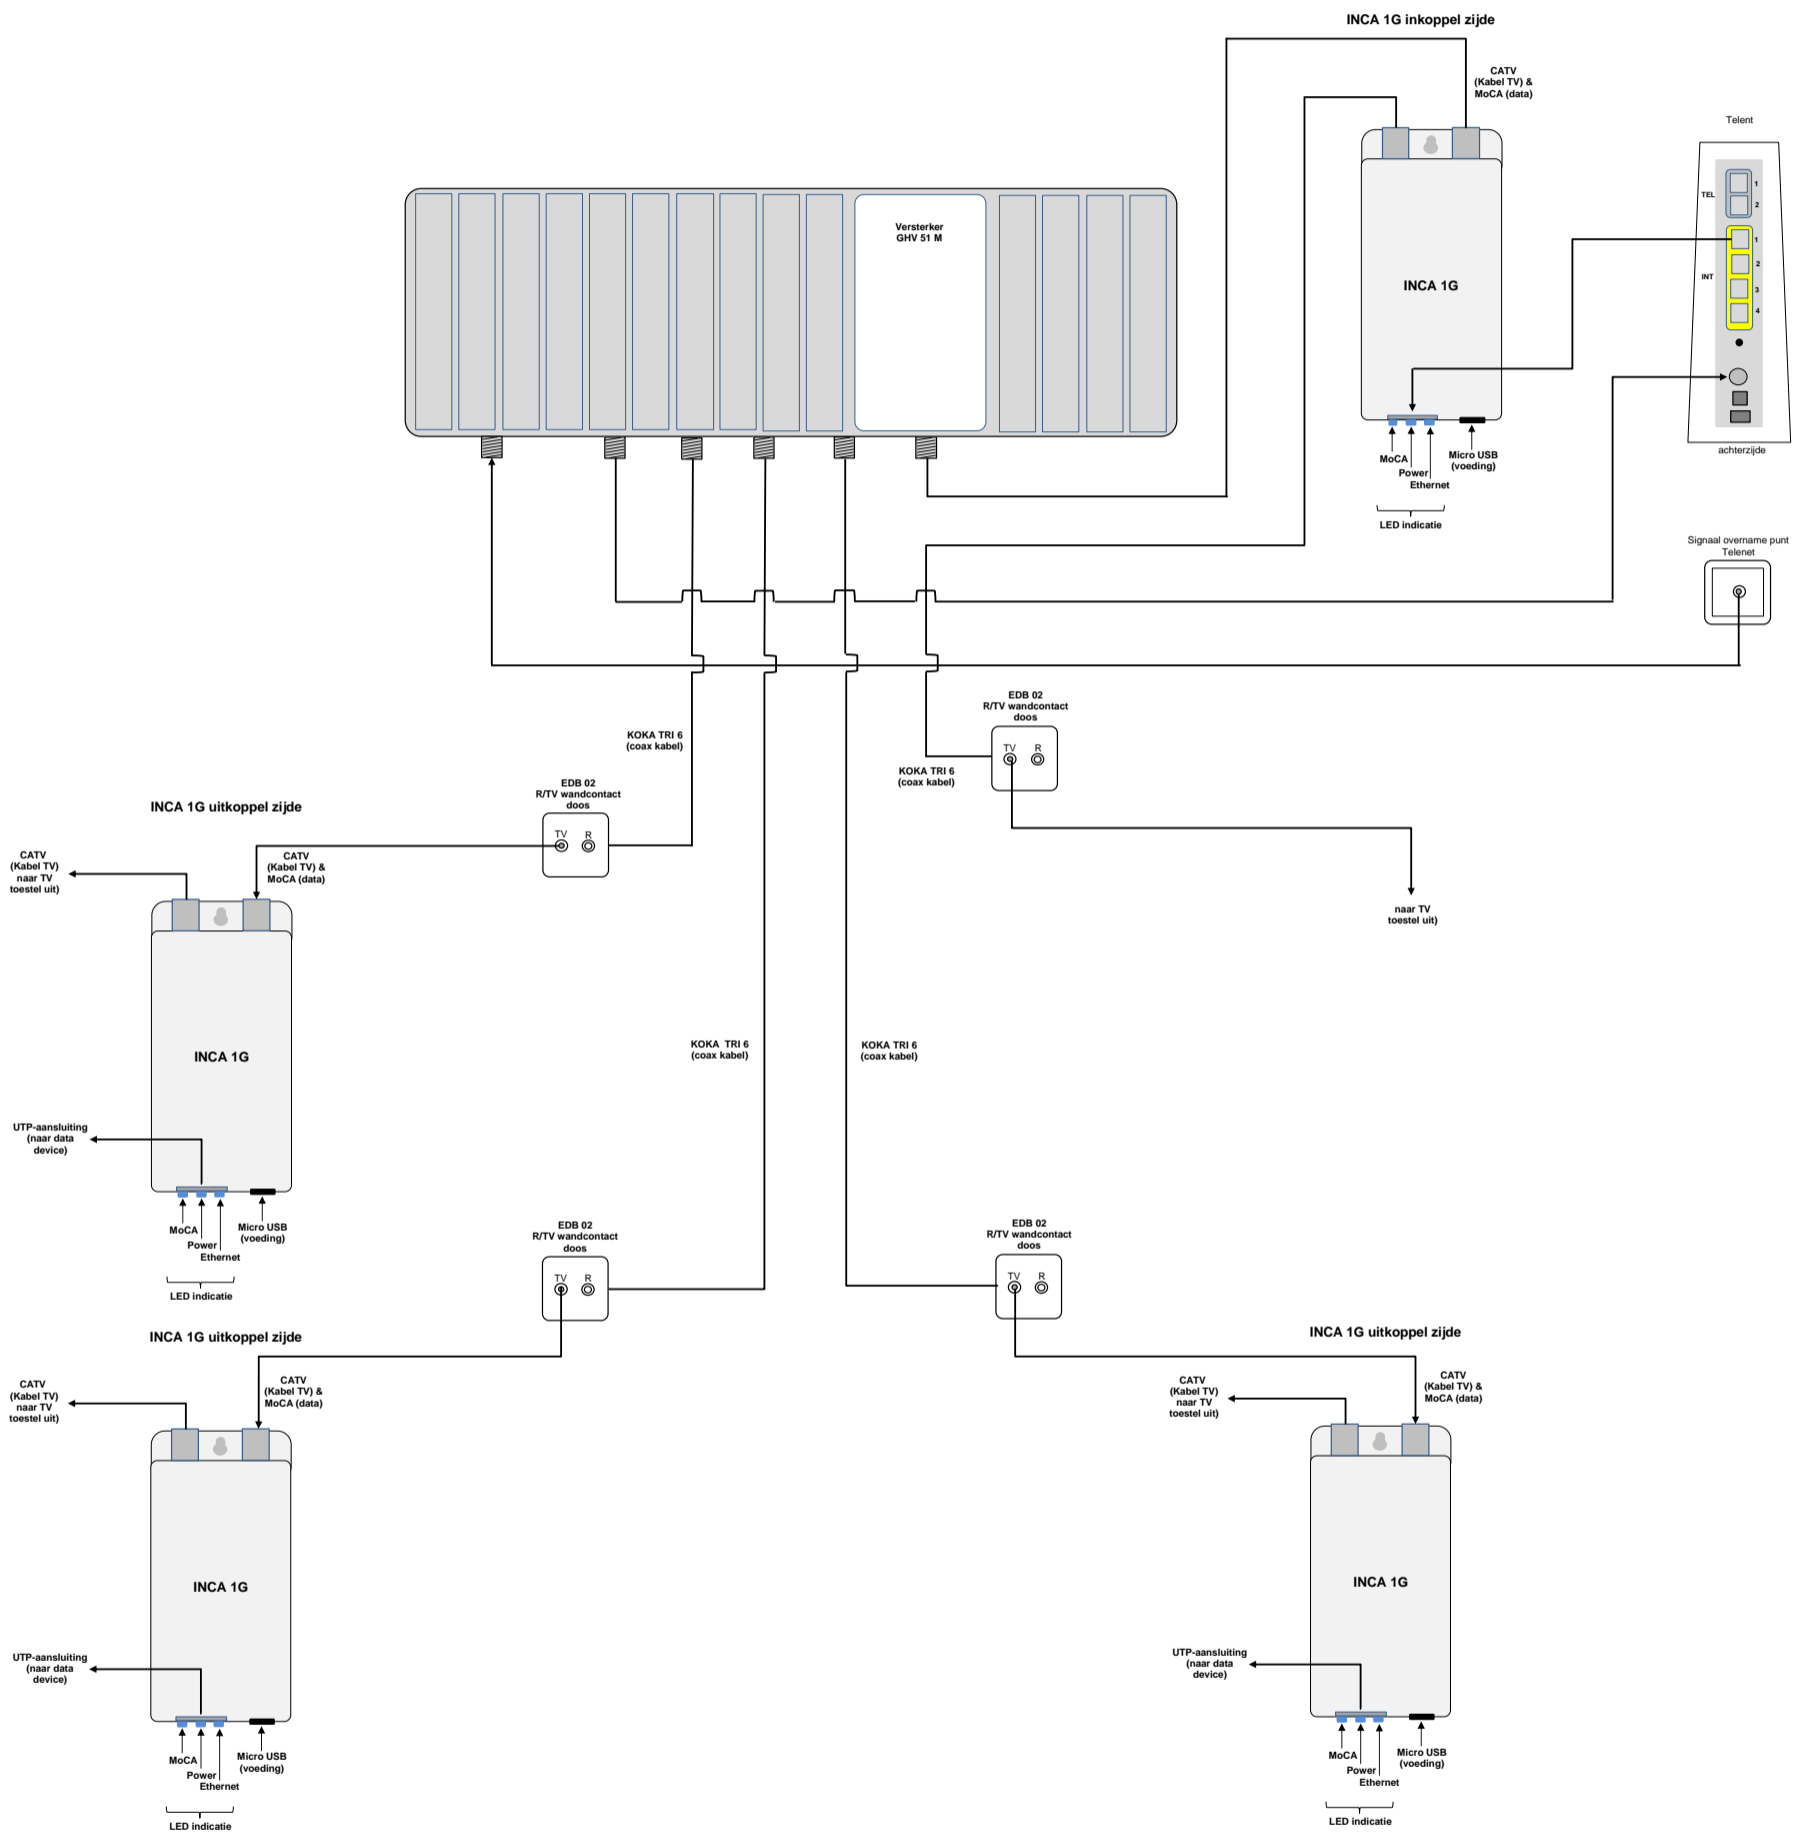 INCA 1G inkoppel zijde
CATV
(Kabel TV) &
MoCA (data)
Telent
TEL
1
2
INT
1
2
3
4
achterzijde
Versterker
GHV 51 M
INCA 1G
MoCA
Power
Ethernet
Micro USB
(voeding)
LED indicatie
Signaal overname punt
Telenet
KOKA TRI 6
(coax kabel)
EDB 02
R/TV wandcontact
doos
TV R
KOKA TRI 6
(coax kabel)
naar TV
toestel uit)
EDB 02
R/TV wandcontact
doos
TV R
INCA 1G uitkoppel zijde
CATV
(Kabel TV)
naar TV
toestel uit)
CATV
(Kabel TV) &
MoCA (data)
INCA 1G
UTP-aansluiting
(naar data
device)
MoCA
Power
Ethernet
Micro USB
(voeding)
LED indicatie
KOKA TRI 6
(coax kabel)
KOKA TRI 6
(coax kabel)
EDB 02
R/TV wandcontact
doos
TV R
EDB 02
R/TV wandcontact
doos
TV R
INCA 1G uitkoppel zijde
CATV
(Kabel TV)
naar TV
toestel uit)
CATV
(Kabel TV) &
MoCA (data)
INCA 1G
UTP-aansluiting
(naar data
device)
MoCA
Power
Ethernet
Micro USB
(voeding)
LED indicatie
INCA 1G uitkoppel zijde
CATV
(Kabel TV)
naar TV
toestel uit)
CATV
(Kabel TV) &
MoCA (data)
INCA 1G
UTP-aansluiting
(naar data
device)
MoCA
Power
Ethernet
Micro USB
(voeding)
LED indicatie